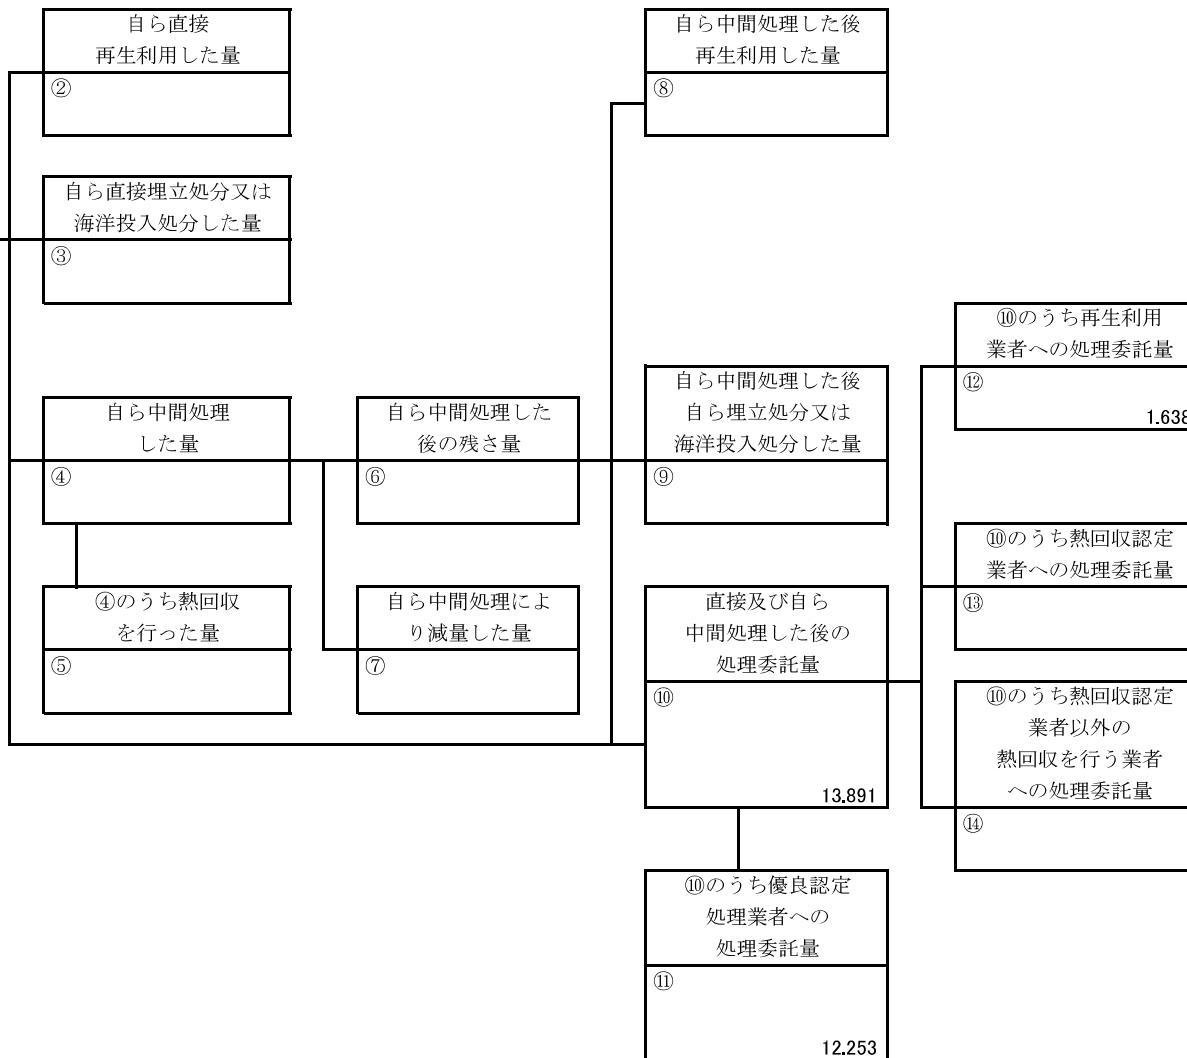 自ら直接
再生利用した量
②
自ら中間処理した後
再生利用した量
⑧
自ら直接埋立処分又は
海洋投入処分した量
③
⑩のうち再生利用
業者への処理委託量
⑫
1.638
自ら中間処理
した量
④
自ら中間処理した
後の残さ量
⑥
自ら中間処理した後
自ら埋立処分又は
海洋投入処分した量
⑨
⑩のうち熱回収認定
業者への処理委託量
⑬
④のうち熱回収
を行った量
⑤
自ら中間処理によ
り減量した量
⑦
直接及び自ら
中間処理した後の
処理委託量
⑩
13.891
⑩のうち熱回収認定
業者以外の
熱回収を行う業者
への処理委託量
⑭
⑩のうち優良認定
処理業者への
処理委託量
⑪
12.253